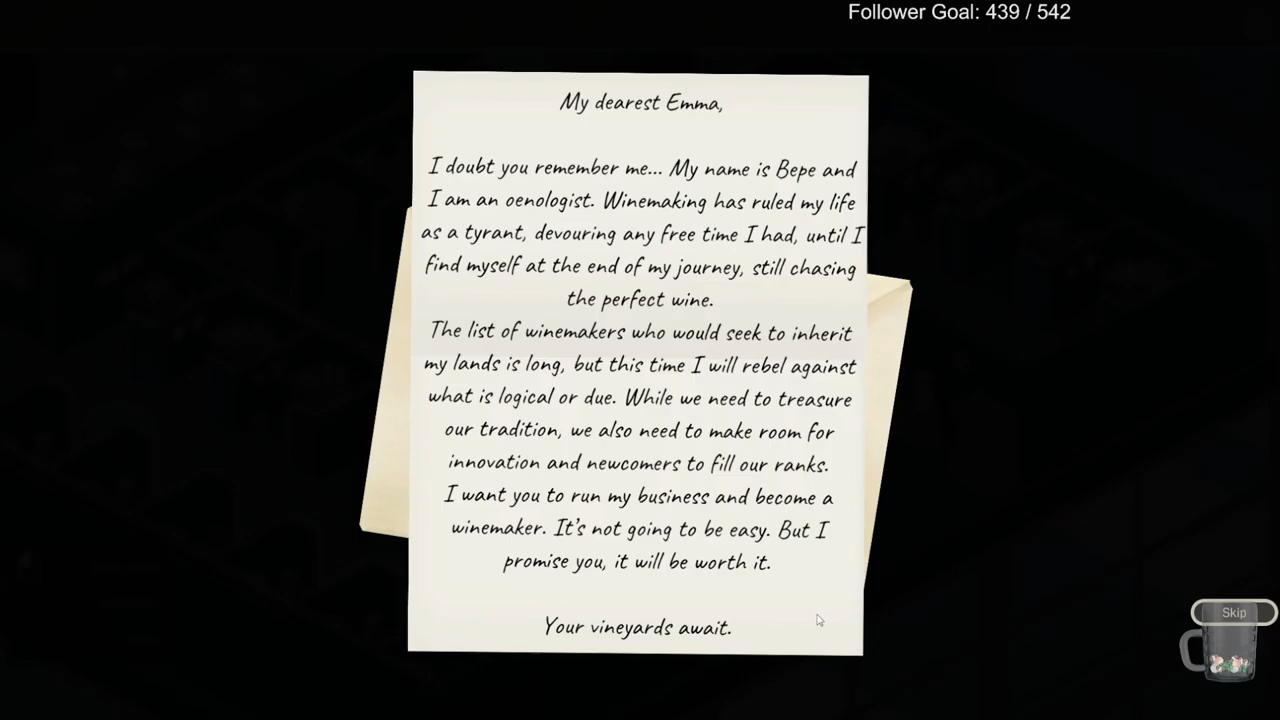 Follower Goal: 439 / 542
My dearest Emma,
I doubt you remember me... My name is Bepe and
I am an oenologist. Winemaking has ruled my life
as a tyrant, devouring any free time I had, until I
find myself at the end of my journey, still chasing
the perfect wine.
The list of winemakers who would seek to inherit
my lands is long, but this time I will rebel against
what is logical or due. While we need to treasure
our tradition, we also need to make room for
innovation and newcomers to fill our ranks.
I want you to run my business and become a
winemaker. It's not going to be easy. But I
promise you, it will be worth it.
Your vineyards await.
Skip